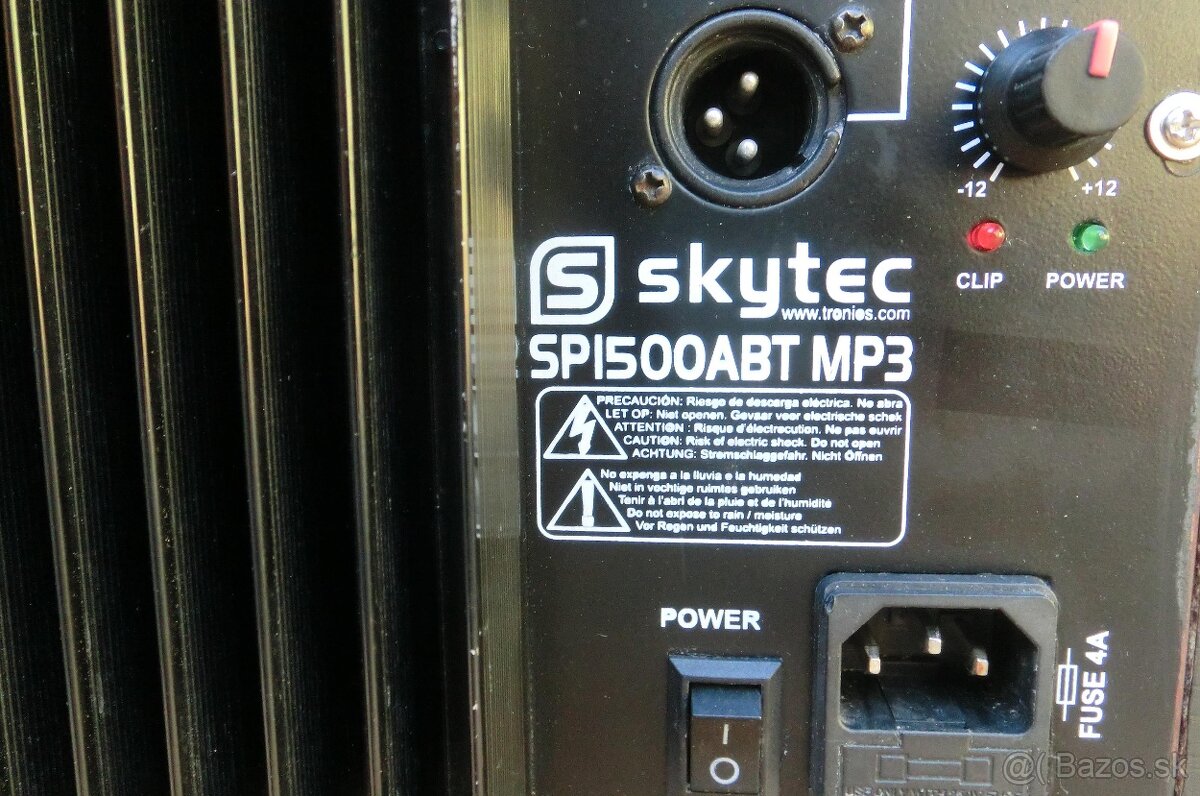 -12 +12
CLIP POWER
S skytec
www.tronios.com
SP1500ABT MP3
PRECAUCIÓN: Riesgo de descarga eléctrica. No abra
LET OP: Niet openen. Gevaar voor elektrische schok
ATTENTION : Risque d'électrocution. Ne pas ouvrir
CAUTION: Risk of electric shock. Do not open
ACHTUNG: Stromschlaggefahr. Nicht Öffnen
No exponga a la lluvia o la humedad
Niet in vochtige ruimtes gebruiken
Tenir à l'abri de la pluie et de l'humidité
Do not expose to rain / moisture
Vor Regen und Feuchtigkeit schützen
POWER
I
O
FUSE 4A
@( Bazos.sk